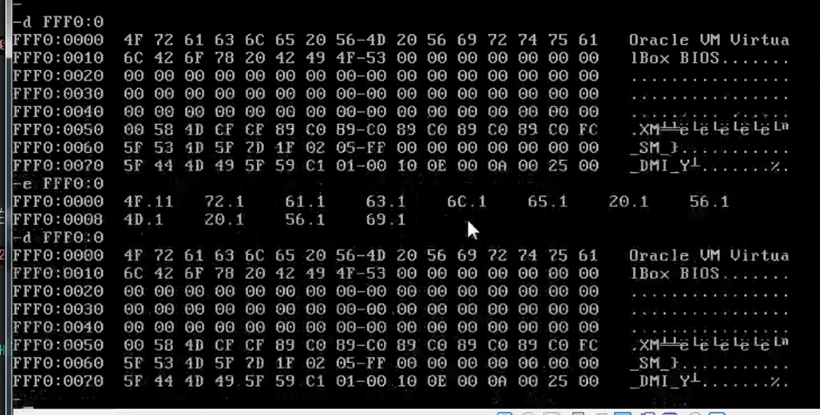 -d FFF0:0
FFF0:0000 4F 72 61 63 6C 65 20 56-4D 20 56 69 72 74 75 61 Oracle VM Virtua
FFF0:0010 6C 42 6F 78 20 42 49 4F-53 00 00 00 00 00 00 00 lBox BIOS.......
FFF0:0020 00 00 00 00 00 00 00 00-00 00 00 00 00 00 00 00 ................
FFF0:0030 00 00 00 00 00 00 00 00-00 00 00 00 00 00 00 00 ................
FFF0:0040 00 00 00 00 00 00 00 00-00 00 00 00 00 00 00 00 ................
FFF0:0050 00 58 4D CF CF 89 C0 89-C0 89 C0 89 C0 89 C0 FC .XM╧╧ë└ë└ë└ë└ë└ⁿ
FFF0:0060 5F 53 4D 5F 7D 1F 02 05-FF 00 00 00 00 00 00 00 _SM_}...........
FFF0:0070 5F 44 4D 49 5F 59 C1 01-00 10 0E 00 0A 00 25 00 _DMI_Y┴.......%.
-e FFF0:0
FFF0:0000 4F.11 72.1 61.1 63.1 6C.1 65.1 20.1 56.1
FFF0:0008 4D.1 20.1 56.1 69.1
-d FFF0:0
FFF0:0000 4F 72 61 63 6C 65 20 56-4D 20 56 69 72 74 75 61 Oracle VM Virtua
FFF0:0010 6C 42 6F 78 20 42 49 4F-53 00 00 00 00 00 00 00 lBox BIOS.......
FFF0:0020 00 00 00 00 00 00 00 00-00 00 00 00 00 00 00 00 ................
FFF0:0030 00 00 00 00 00 00 00 00-00 00 00 00 00 00 00 00 ................
FFF0:0040 00 00 00 00 00 00 00 00-00 00 00 00 00 00 00 00 ................
FFF0:0050 00 58 4D CF CF 89 C0 89-C0 89 C0 89 C0 89 C0 FC .XM╧╧ë└ë└ë└ë└ë└ⁿ
FFF0:0060 5F 53 4D 5F 7D 1F 02 05-FF 00 00 00 00 00 00 00 _SM_}...........
FFF0:0070 5F 44 4D 49 5F 59 C1 01-00 10 0E 00 0A 00 25 00 _DMI_Y┴.......%.